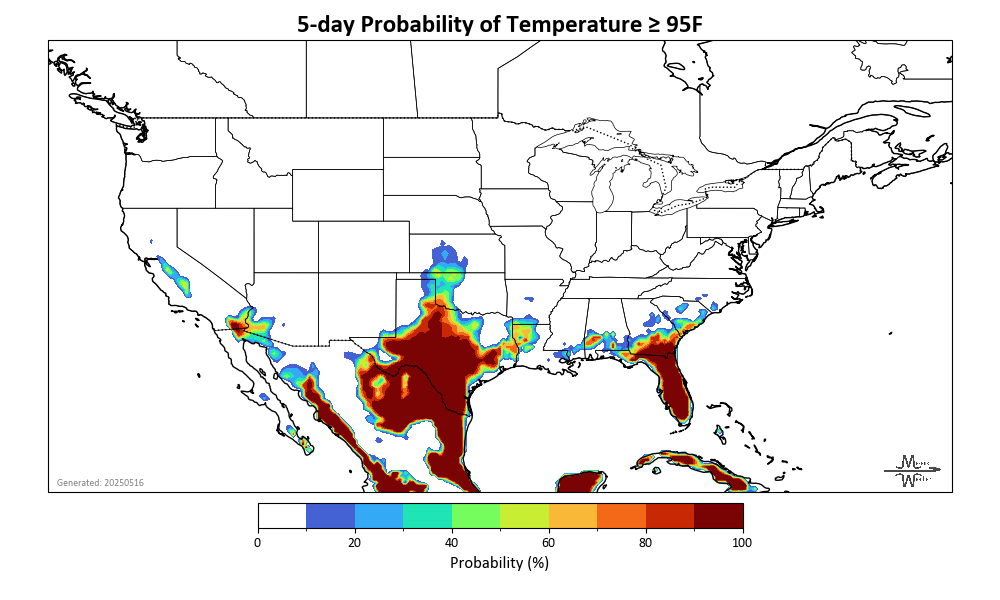 5-day Probability of Temperature ≥ 95F
Generated: 20250516
0 20 40 60 80 100
Probability (%)